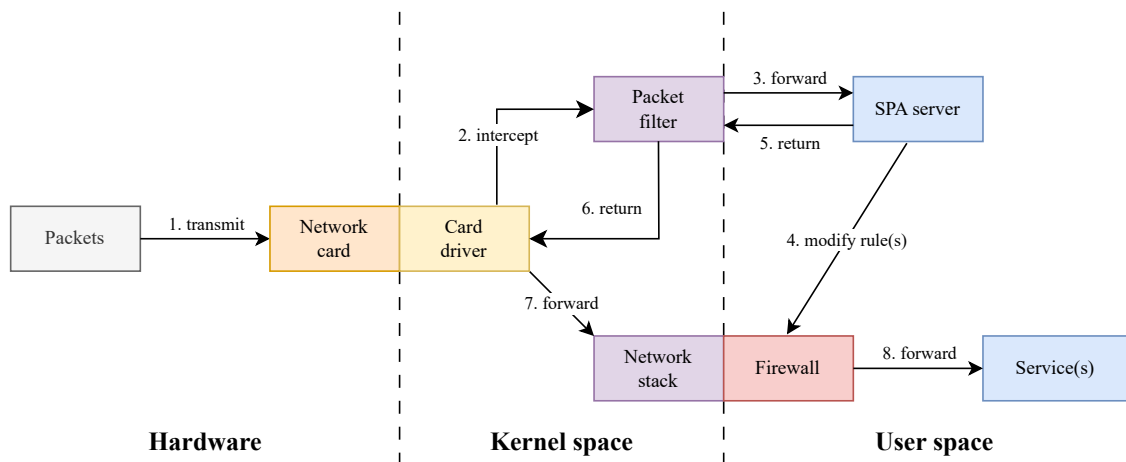 3. forward
Packet
filter
SPA server
2. intercept
5. return
1. transmit
Packets
Network
card
Card
driver
6. return
4. modify rule(s)
7. forward
Network
stack
Firewall
8. forward
Service(s)
Hardware
Kernel space
User space